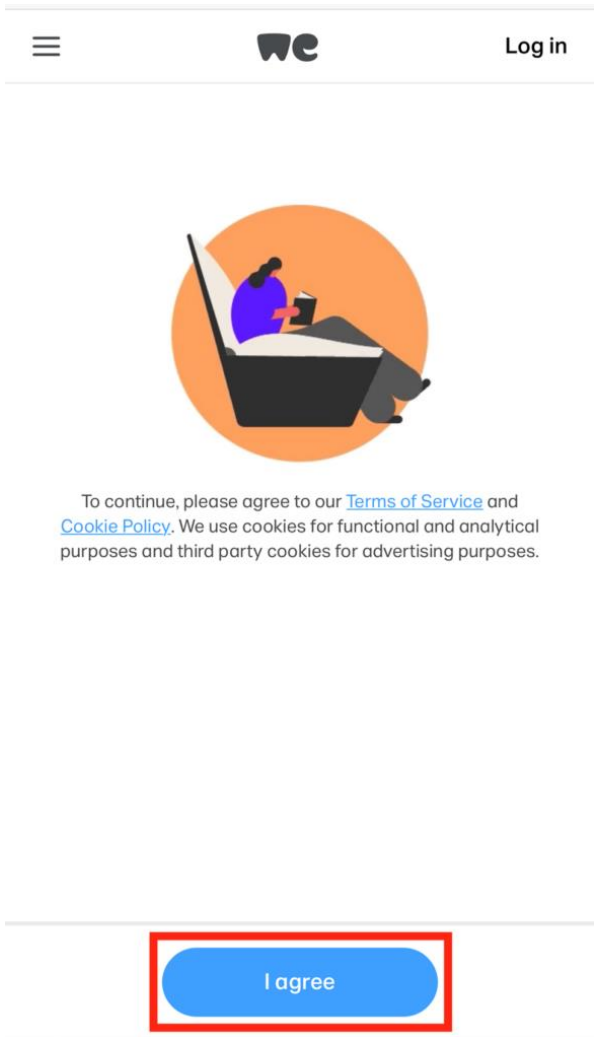 we
Log in
To continue, please agree to our Terms of Service and
Cookie Policy. We use cookies for functional and analytical
purposes and third party cookies for advertising purposes.
I agree